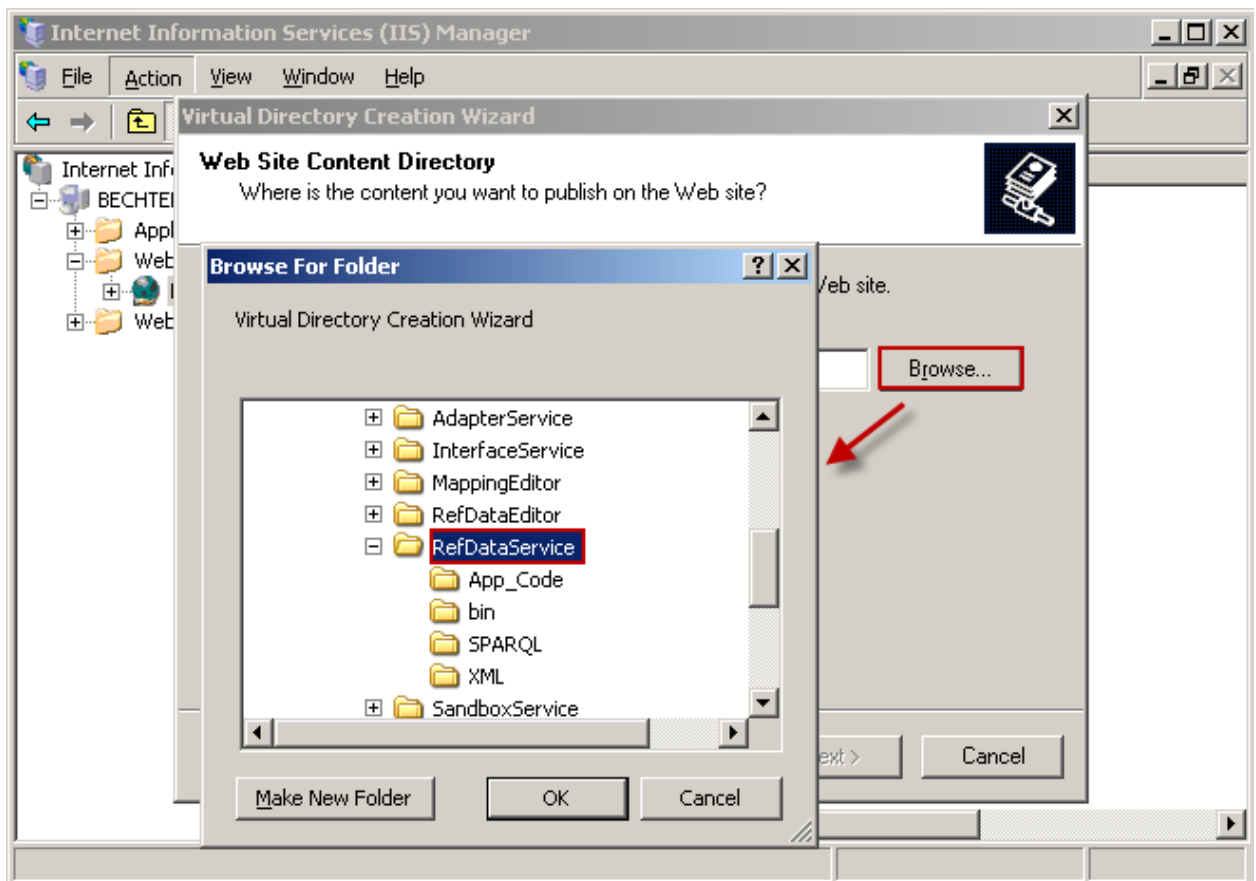 Internet Information Services (IIS) Manager
File Action View Window Help
Virtual Directory Creation Wizard
Web Site Content Directory
Where is the content you want to publish on the Web site?
Internet Inf
BECHTE
Appl
Web
Web
Browse For Folder
Virtual Directory Creation Wizard
Web site.
Browse...
AdapterService
InterfaceService
MappingEditor
RefDataEditor
RefDataService
App_Code
bin
SPARQL
XML
SandboxService
Make New Folder OK Cancel
ext > Cancel